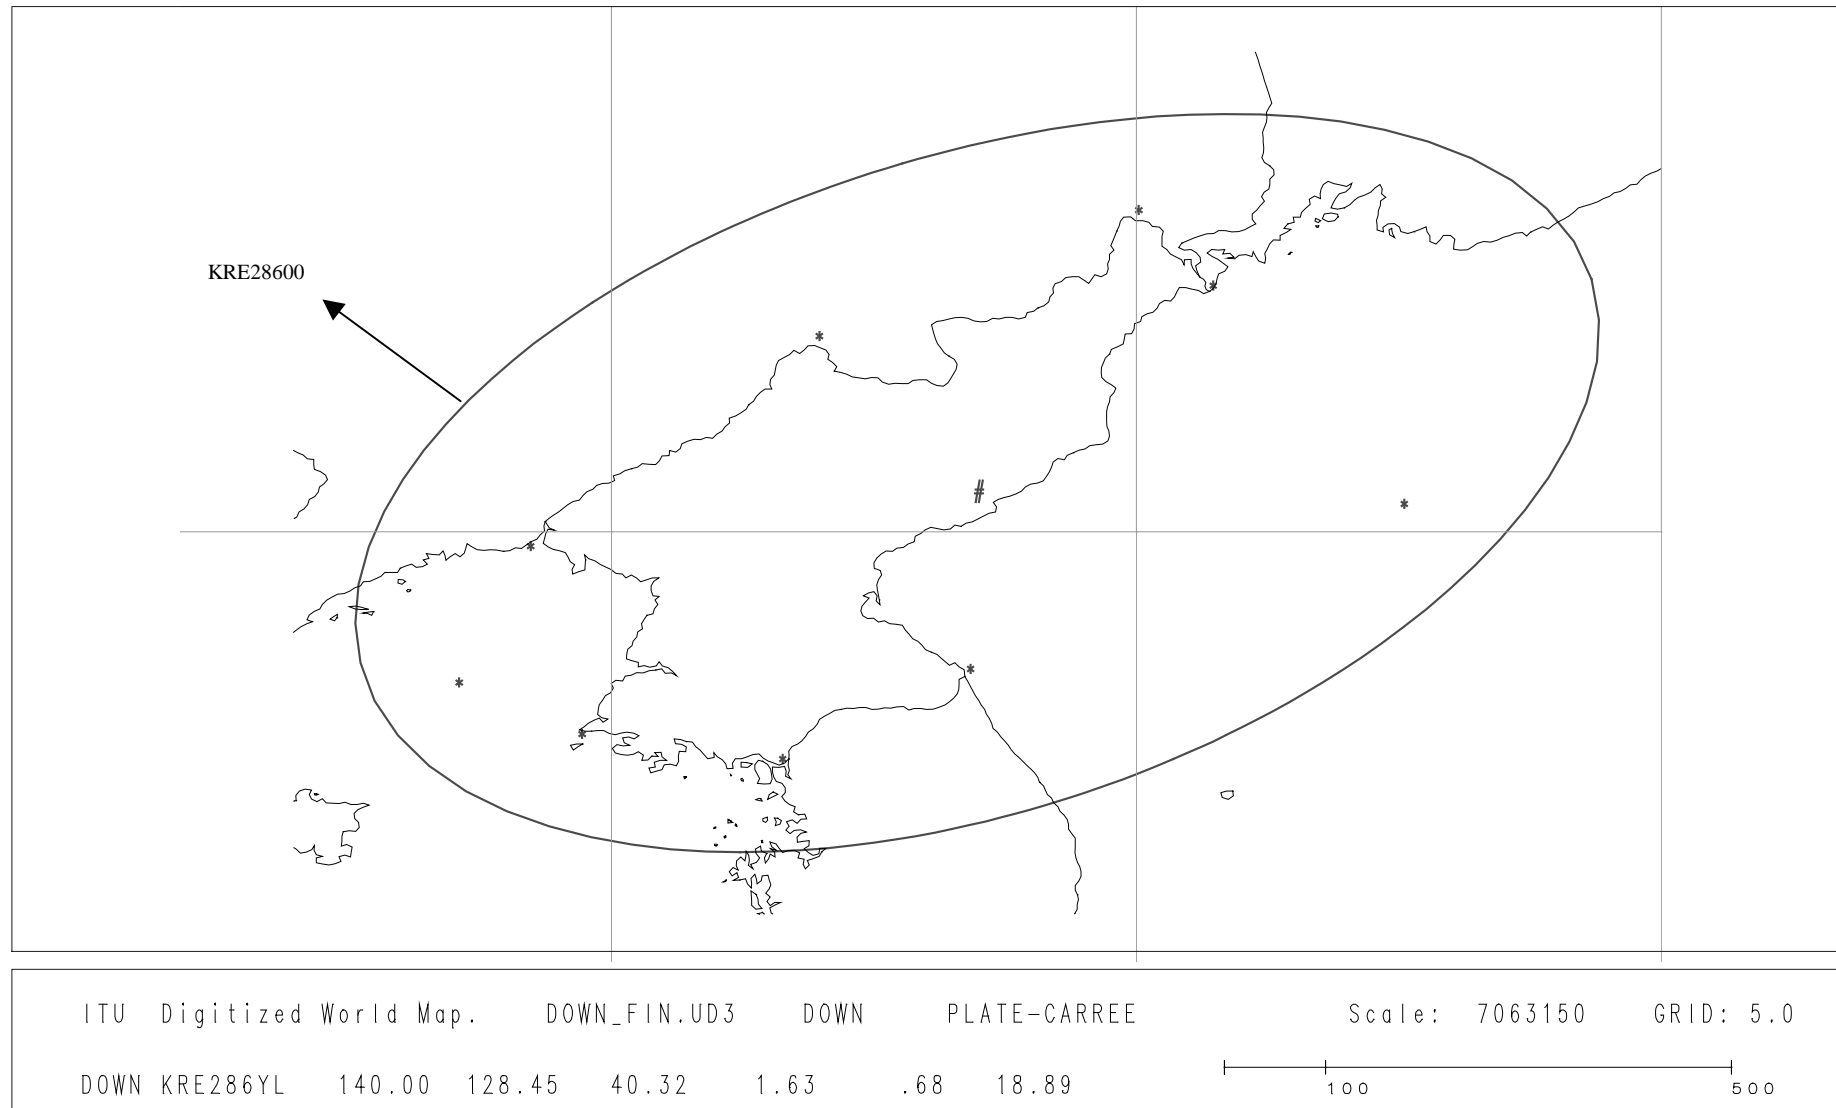 KRE28600
#
ITU Digitized World Map. DOWN_FIN.UD3 DOWN PLATE-CARREE Scale: 7063150 GRID: 5.0
DOWN KRE286YL 140.00 128.45 40.32 1.63 .68 18.89 100 500